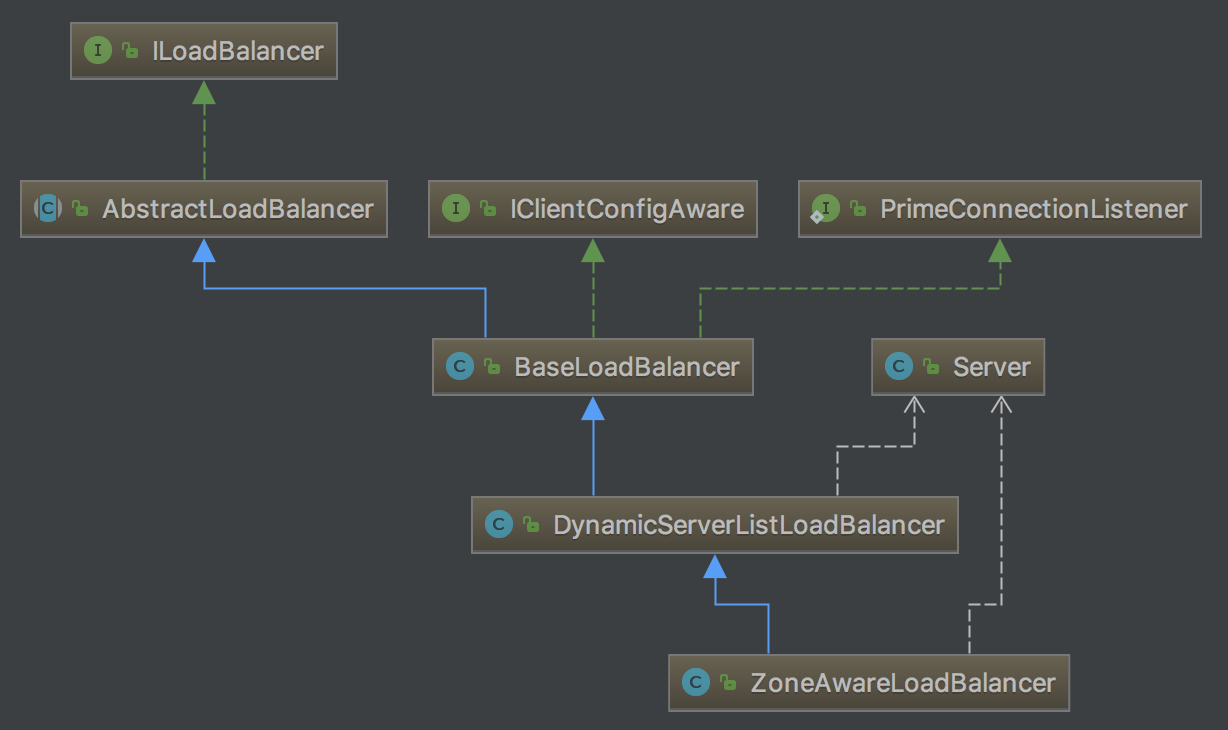 I ILoadBalancer
C AbstractLoadBalancer
I IClientConfigAware
I PrimeConnectionListener
C BaseLoadBalancer
C Server
C DynamicServerListLoadBalancer
C ZoneAwareLoadBalancer